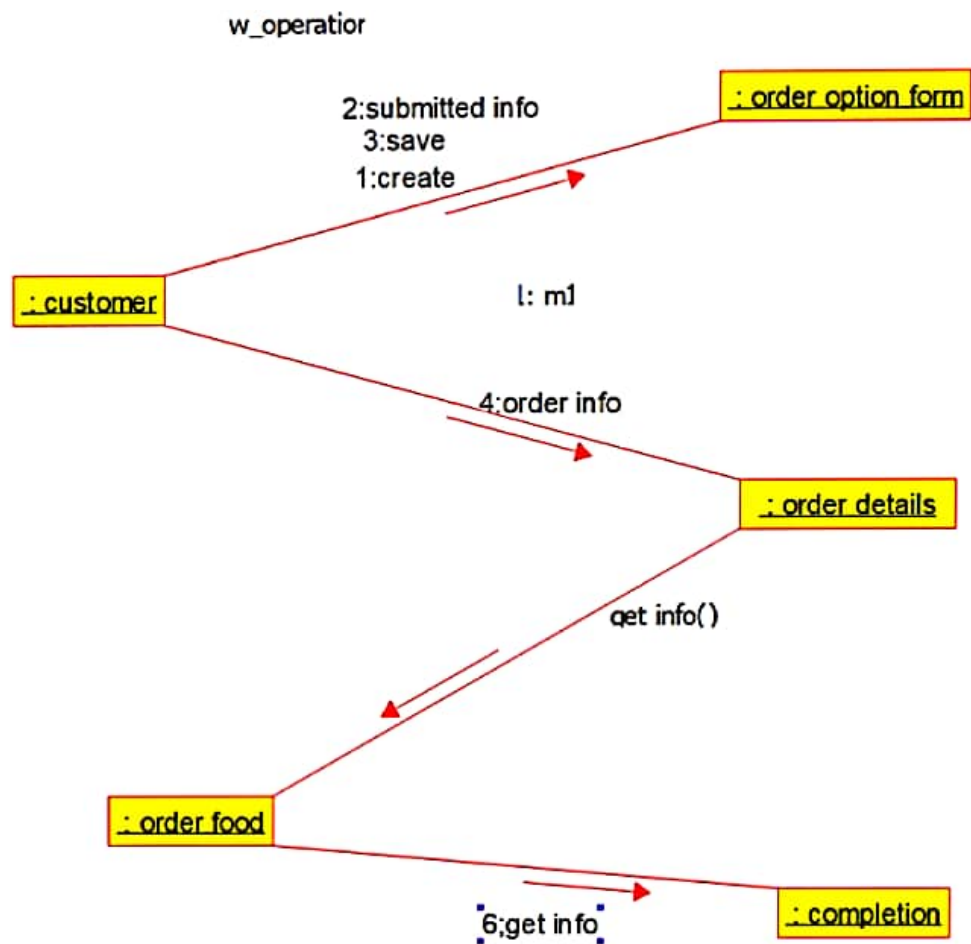 w_operatior
: order option form
2:submitted info
3:save
1:create
: customer
l: m1
4:order info
: order details
get info()
: order food
6;get info
: completion